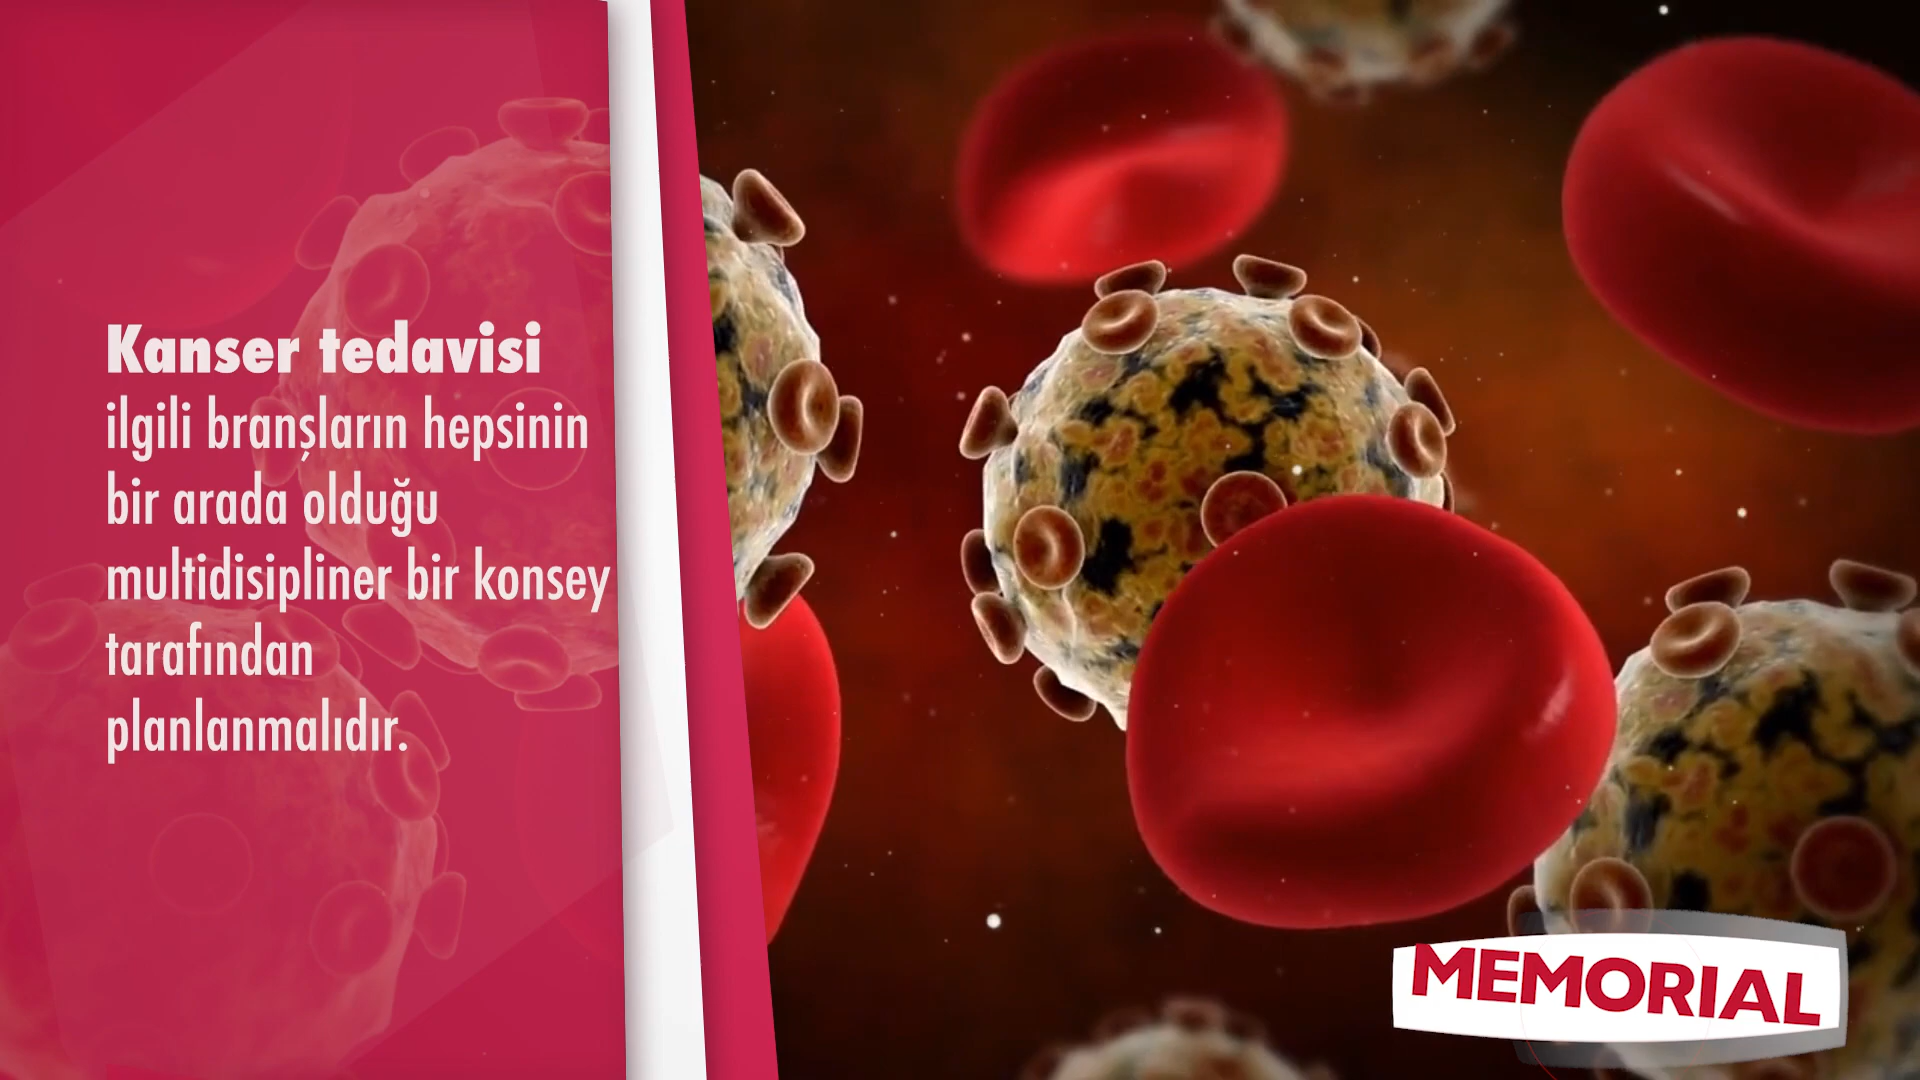 Kanser tedavisi
ilgili branşların hepsinin
bir arada olduğu
multidisipliner bir konsey
tarafından
planlanmalıdır.
MEMORIAL